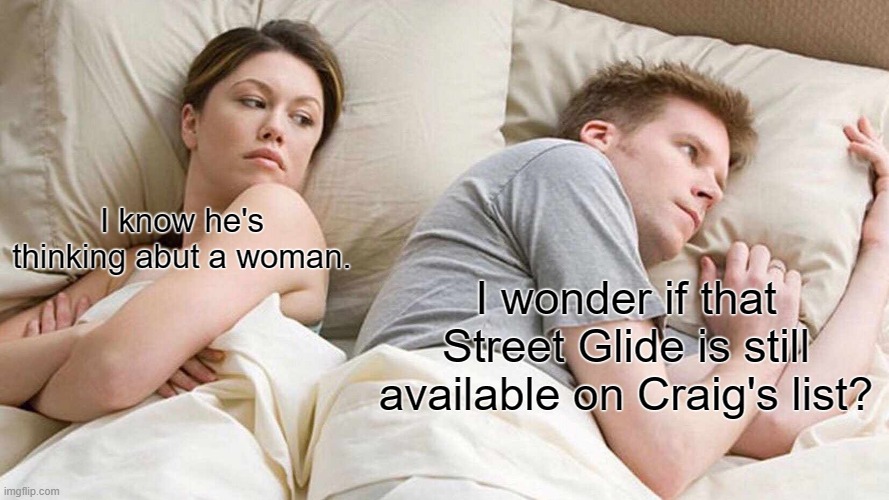 I know he's
thinking abut a woman.
I wonder if that
Street Glide is still
available on Craig's list?
imgflip.com